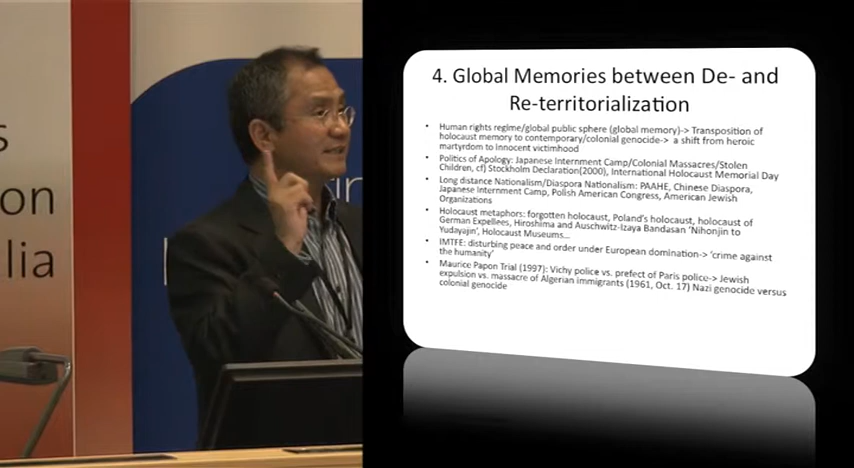 s
on
lia
in
4. Global Memories between De- and
Re-territorialization
• Human rights regime/global public sphere (global memory)-> Transposition of
holocaust memory to contemporary/colonial genocide-> a shift from heroic
martyrdom to innocent victimhood
• Politics of Apology: Japanese Internment Camp/Colonial Massacres/Stolen
Children, cf) Stockholm Declaration(2000), International Holocaust Memorial Day
• Long distance Nationalism/Diaspora Nationalism: PAAHE, Chinese Diaspora,
Japanese Internment Camp, Polish American Congress, American Jewish
Organizations
• Holocaust metaphors: forgotten holocaust, Poland's holocaust, holocaust of
German Expellees, Hiroshima and Auschwitz-Izaya Bandasan 'Nihonjin to
Yudayajin', Holocaust Museums...
• IMTFE: disturbing peace and order under European domination-> 'crime against
the humanity'
• Maurice Papon Trial (1997): Vichy police vs. prefect of Paris police-> Jewish
expulsion vs. massacre of Algerian immigrants (1961, Oct. 17) Nazi genocide versus
colonial genocide